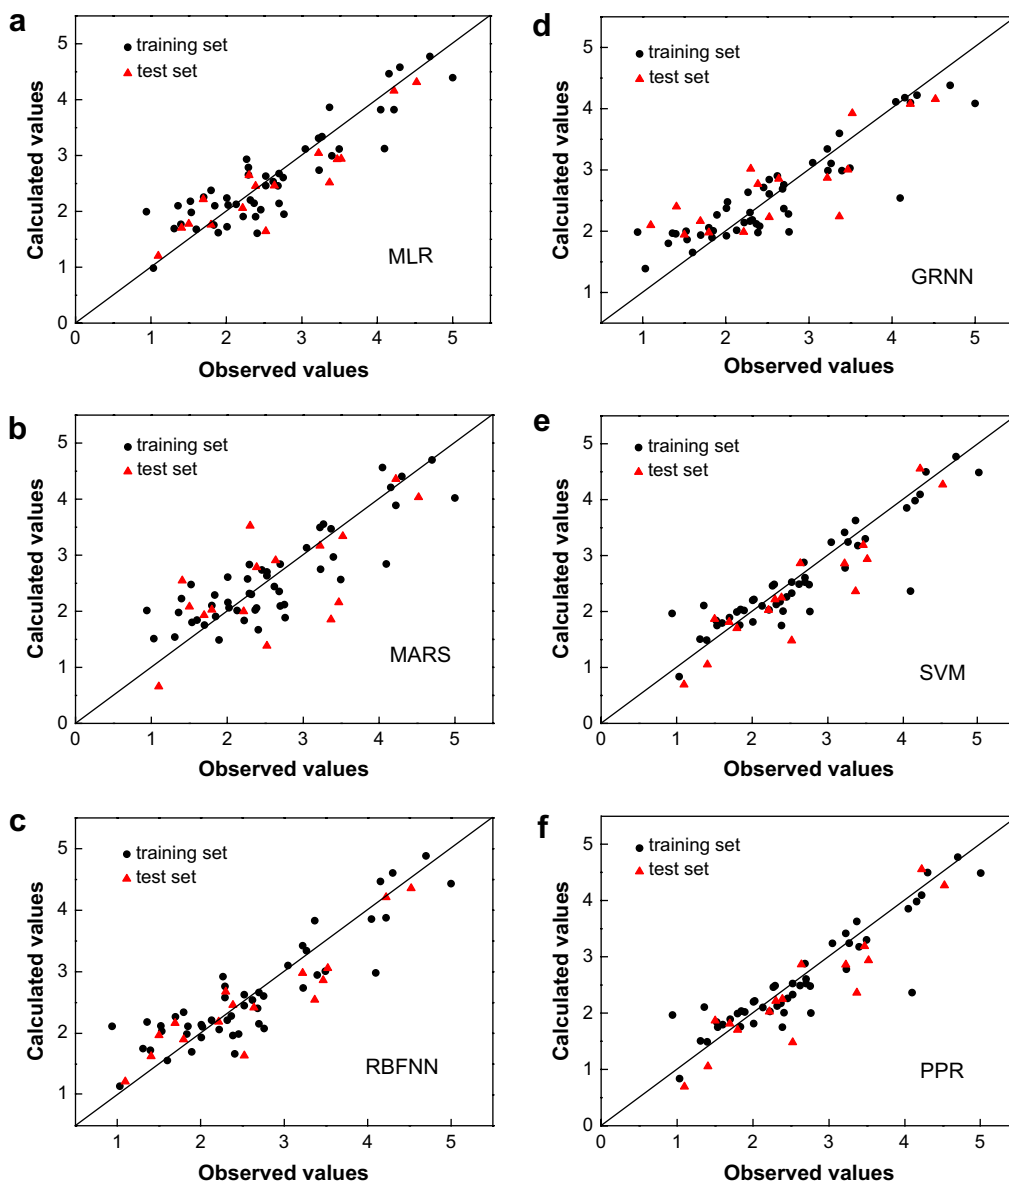 a
training set
test set
MLR
5
4
3
2
1
0
0 1 2 3 4 5
Calculated values
Observed values
d
training set
test set
GRNN
5
4
3
2
1
1 2 3 4 5
Calculated values
Observed values
b
training set
test set
MARS
5
4
3
2
1
0
0 1 2 3 4 5
Calculated values
Observed values
e
training set
test set
SVM
5
4
3
2
1
0
0 1 2 3 4 5
Calculated values
Observed values
c
training set
test set
RBFNN
5
4
3
2
1
1 2 3 4 5
Calculated values
Observed values
f
training set
test set
PPR
5
4
3
2
1
0
0 1 2 3 4 5
Calculated values
Observed values